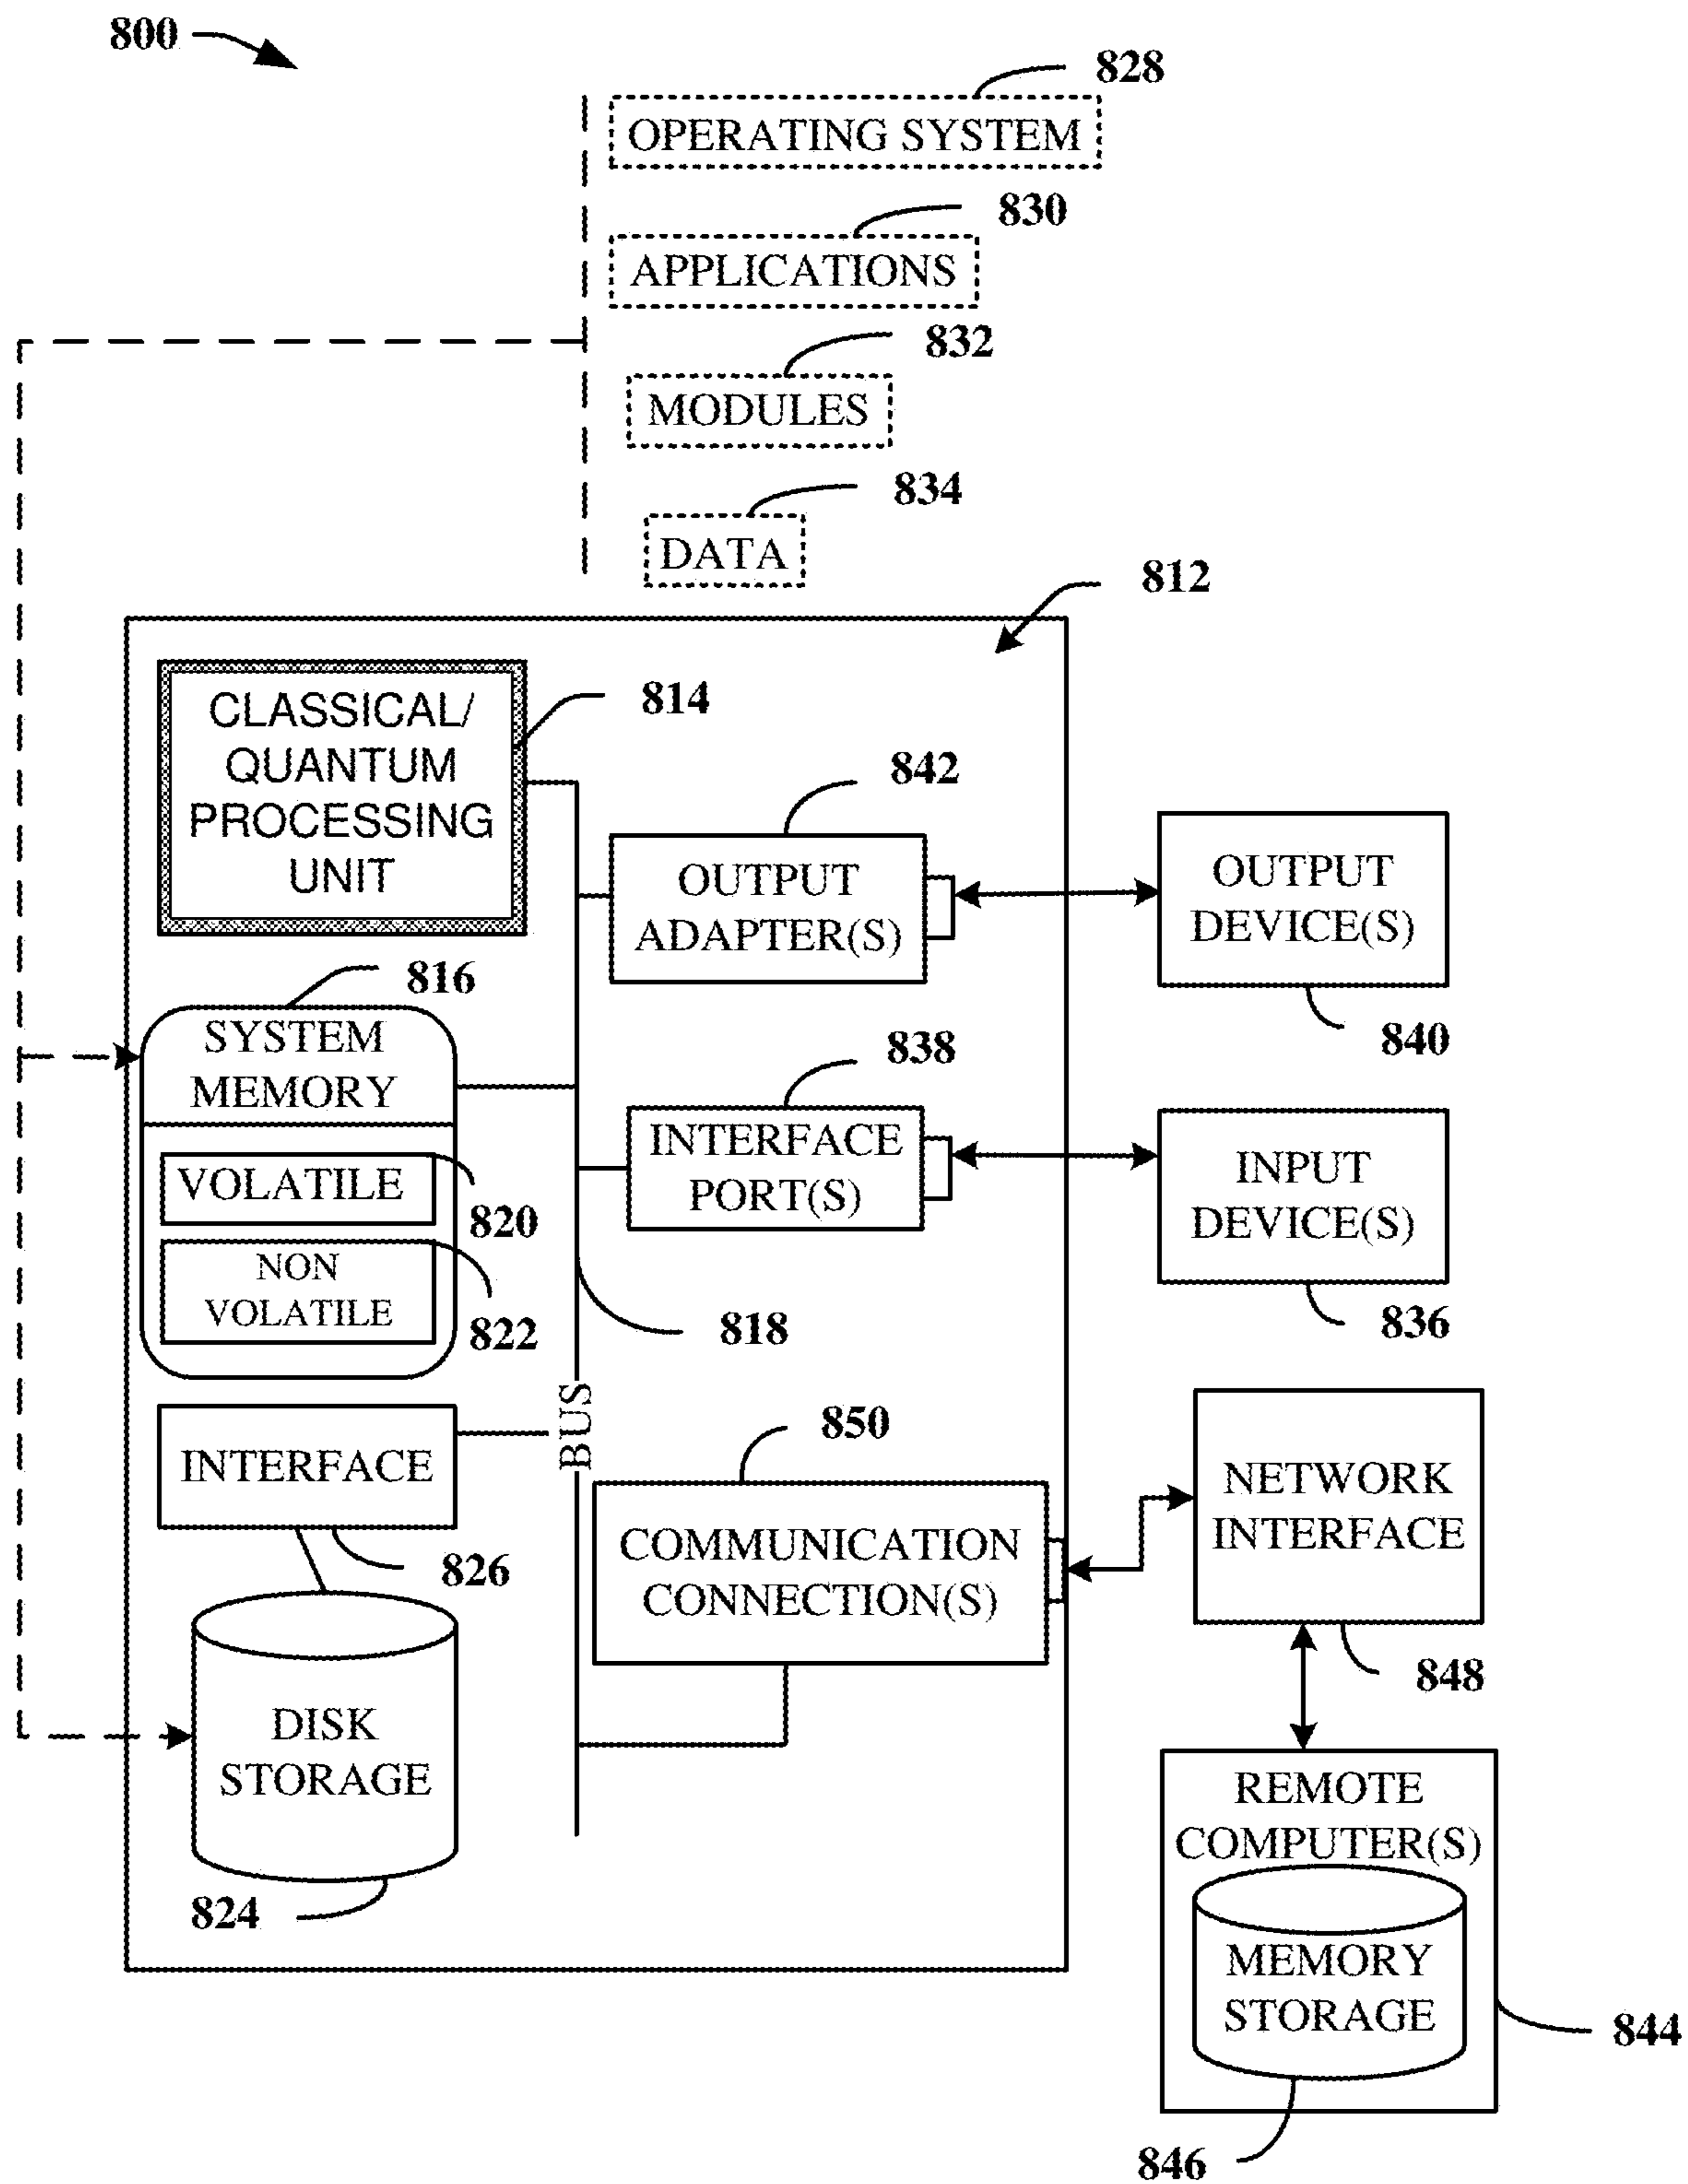 800
828
OPERATING SYSTEM
830
APPLICATIONS
832
MODULES
834
DATA
812
CLASSICAL/
QUANTUM
PROCESSING
UNIT
814
842
OUTPUT
ADAPTER(S)
OUTPUT
DEVICE(S)
840
816
SYSTEM
MEMORY
VOLATILE
820
NON
VOLATILE
822
838
INTERFACE
PORT(S)
INPUT
DEVICE(S)
836
818
BUS
INTERFACE
826
850
COMMUNICATION
CONNECTION(S)
NETWORK
INTERFACE
848
DISK
STORAGE
824
REMOTE
COMPUTER(S)
MEMORY
STORAGE
844
846